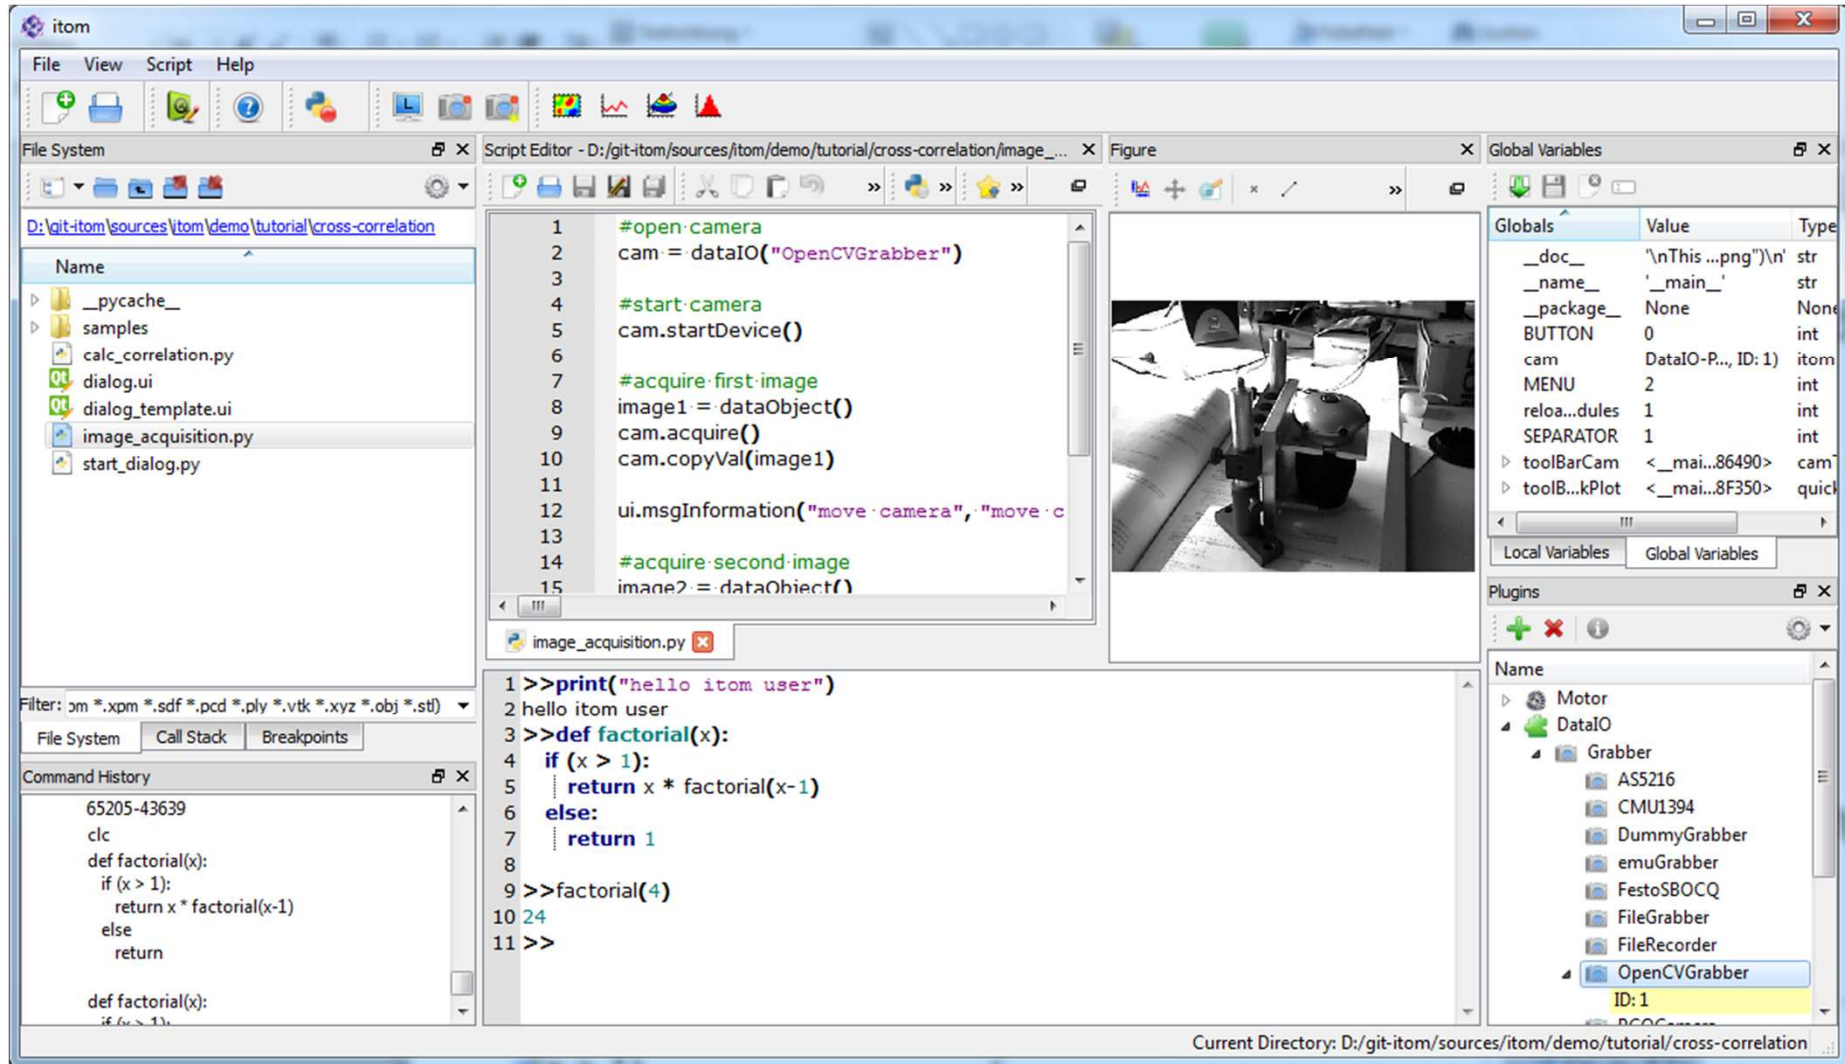 itom
File View Script Help
File System
D:\git-itom\sources\itom\demo\tutorial\cross-correlation
Name
__pycache__
samples
calc_correlation.py
dialog.ui
dialog_template.ui
image_acquisition.py
start_dialog.py
Filter: *.xpm *.sdf *.pcd *.ply *.vtk *.xyz *.obj *.stl)
File System Call Stack Breakpoints
Command History
65205-43639
clc
def factorial(x):
if (x > 1):
return x * factorial(x-1)
else
return
def factorial(x):
if (x > 1):
Script Editor - D:/git-itom/sources/itom/demo/tutorial/cross-correlation/image_...
1 #open camera
2 cam = dataIO("OpenCVGrabber")
3
4 #start camera
5 cam.startDevice()
6
7 #acquire first image
8 image1 = dataObject()
9 cam.acquire()
10 cam.copyVal(image1)
11
12 ui.msgInformation("move camera", "move c
13
14 #acquire second image
15 image2 = dataObject()
image_acquisition.py
1 >>print("hello itom user")
2 hello itom user
3 >>def factorial(x):
4 if (x > 1):
5 return x * factorial(x-1)
6 else:
7 return 1
8
9 >>factorial(4)
10 24
11 >>
Figure
Global Variables
Globals Value Type
__doc__ '\nThis ...png")\n' str
__name__ '__main__' str
__package__ None None
BUTTON 0 int
cam DataIO-P..., ID: 1) itom
MENU 2 int
reloa...dules 1 int
SEPARATOR 1 int
toolBarCam <__mai...86490> camT
toolB...kPlot <__mai...8F350> quick
Local Variables Global Variables
Plugins
Name
Motor
DataIO
Grabber
AS5216
CMU1394
DummyGrabber
emuGrabber
FestoSBOCQ
FileGrabber
FileRecorder
OpenCVGrabber
ID: 1
Current Directory: D:/git-itom/sources/itom/demo/tutorial/cross-correlation